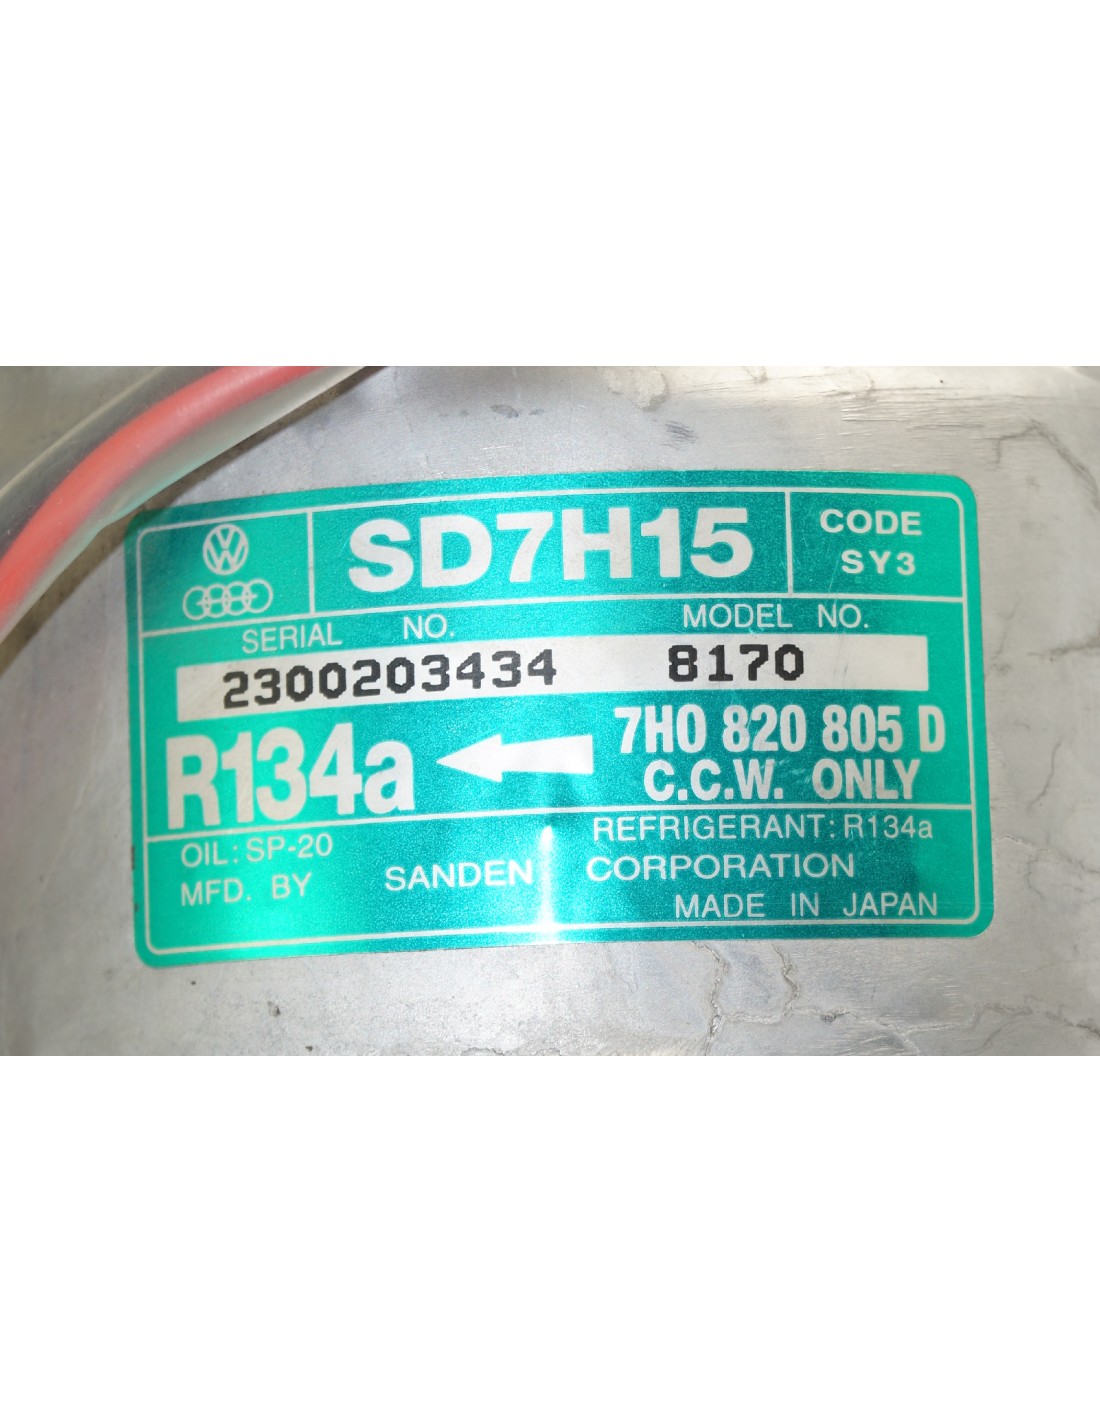 SD7H15
CODE
SY3
SERIAL NO.
MODEL NO.
2300203434
8170
R134a
7H0 820 805 D
C.C.W. ONLY
OIL: SP-20
REFRIGERANT: R134a
MFD. BY SANDEN CORPORATION
MADE IN JAPAN